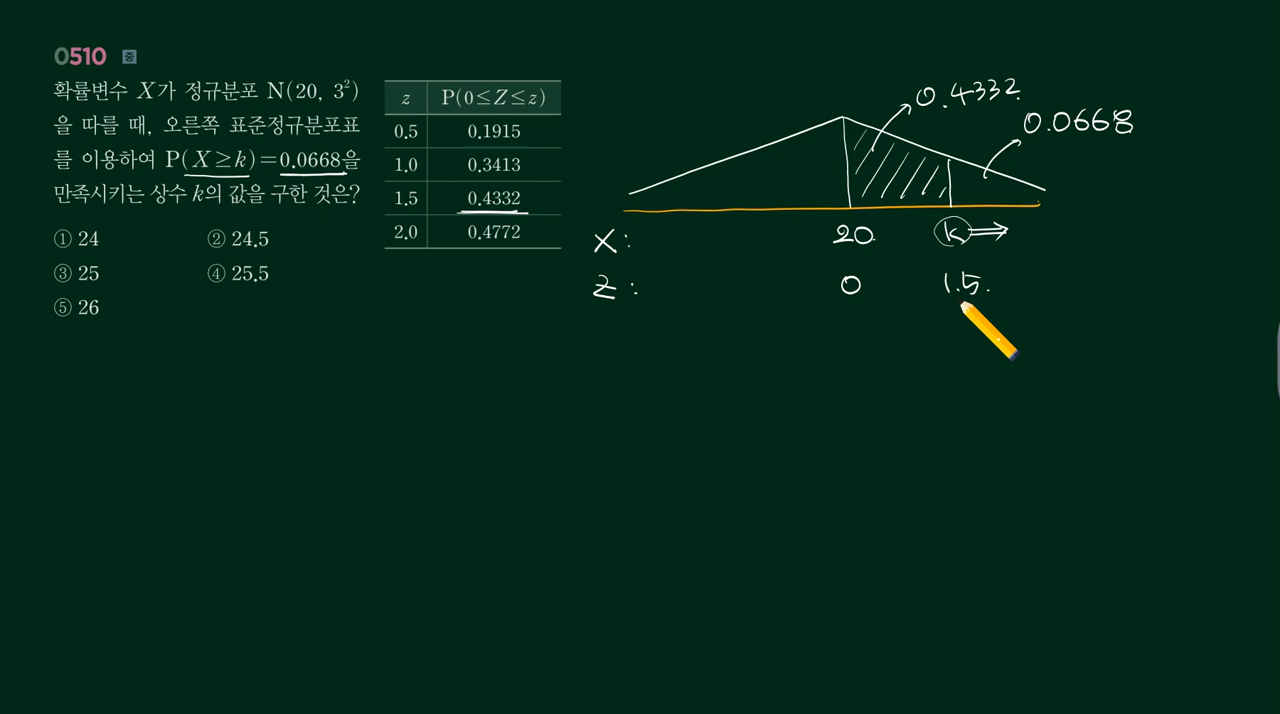 0510 중
확률변수 X가 정규분포 N(20, 3²)
을 따를 때, 오른쪽 표준정규분포표
를 이용하여 P(X≥k)=0.0668을
만족시키는 상수 k의 값을 구한 것은?
① 24 ② 24.5
③ 25 ④ 25.5
⑤ 26
z P(0≤Z≤z)
0.5 0.1915
1.0 0.3413
1.5 0.4332
2.0 0.4772
0.4332
0.0668
X: 20 k
Z: 0 1.5